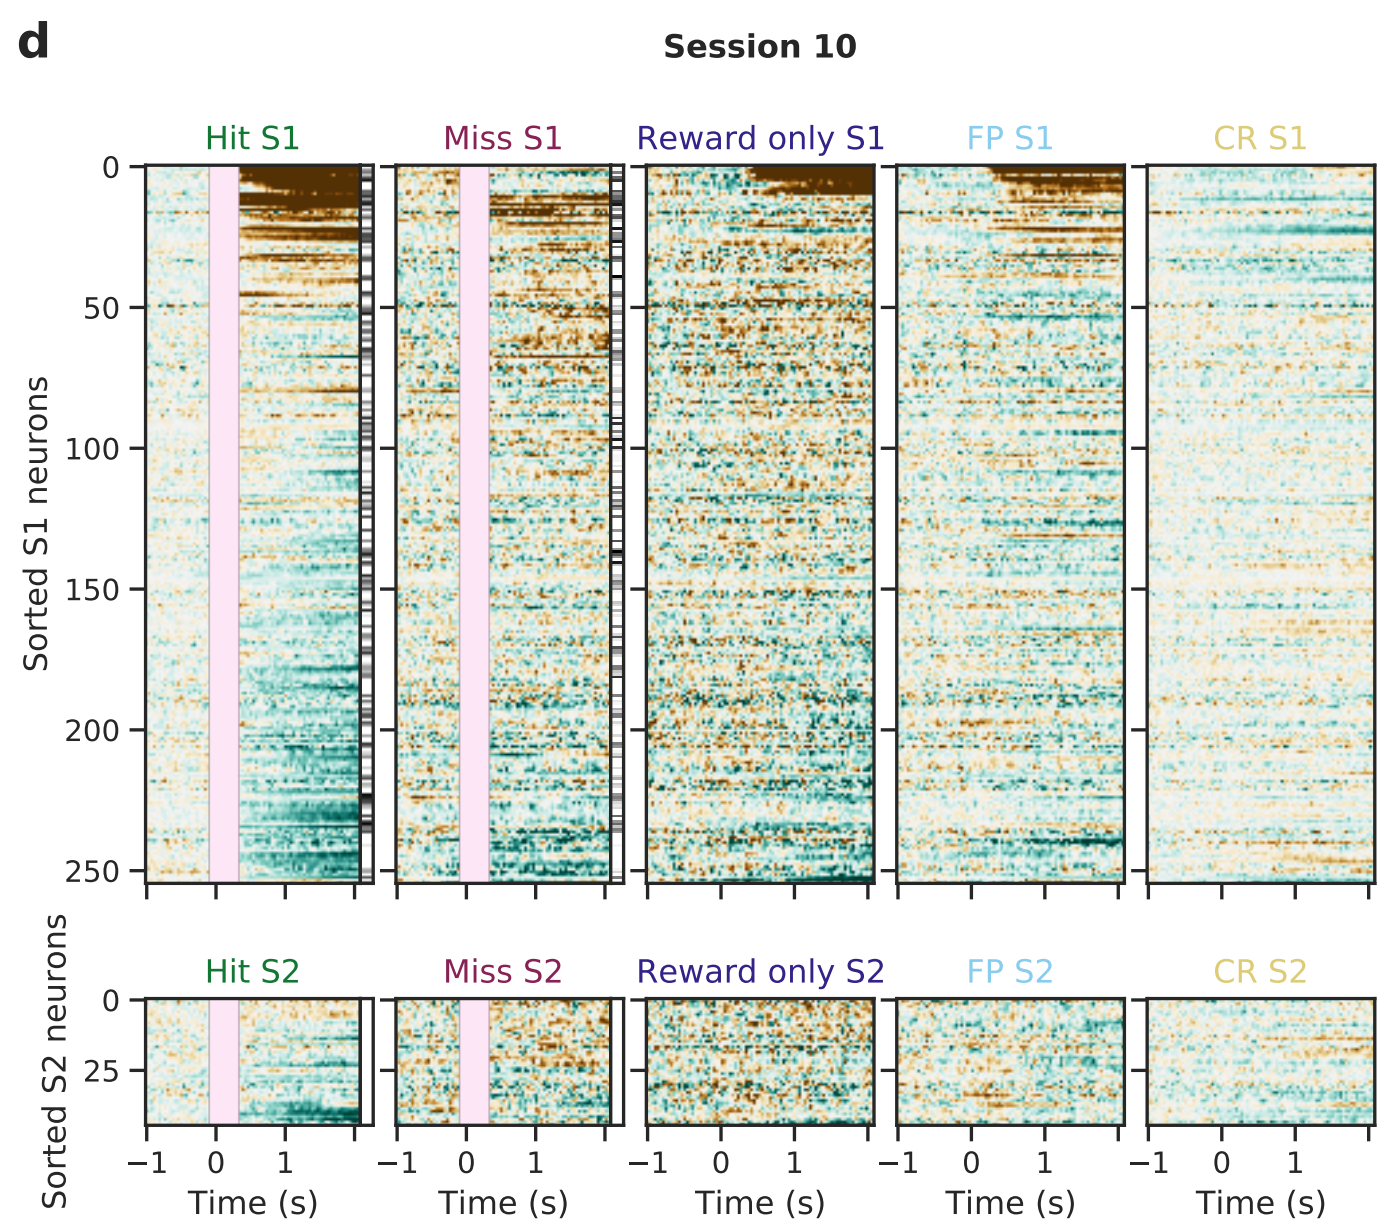 d
Session 10
Hit S1 Miss S1 Reward only S1 FP S1 CR S1
Sorted S1 neurons
0
50
100
150
200
250
Hit S2 Miss S2 Reward only S2 FP S2 CR S2
Sorted S2 neurons
0
25
−1 0 1 −1 0 1 −1 0 1 −1 0 1 −1 0 1
Time (s) Time (s) Time (s) Time (s) Time (s)